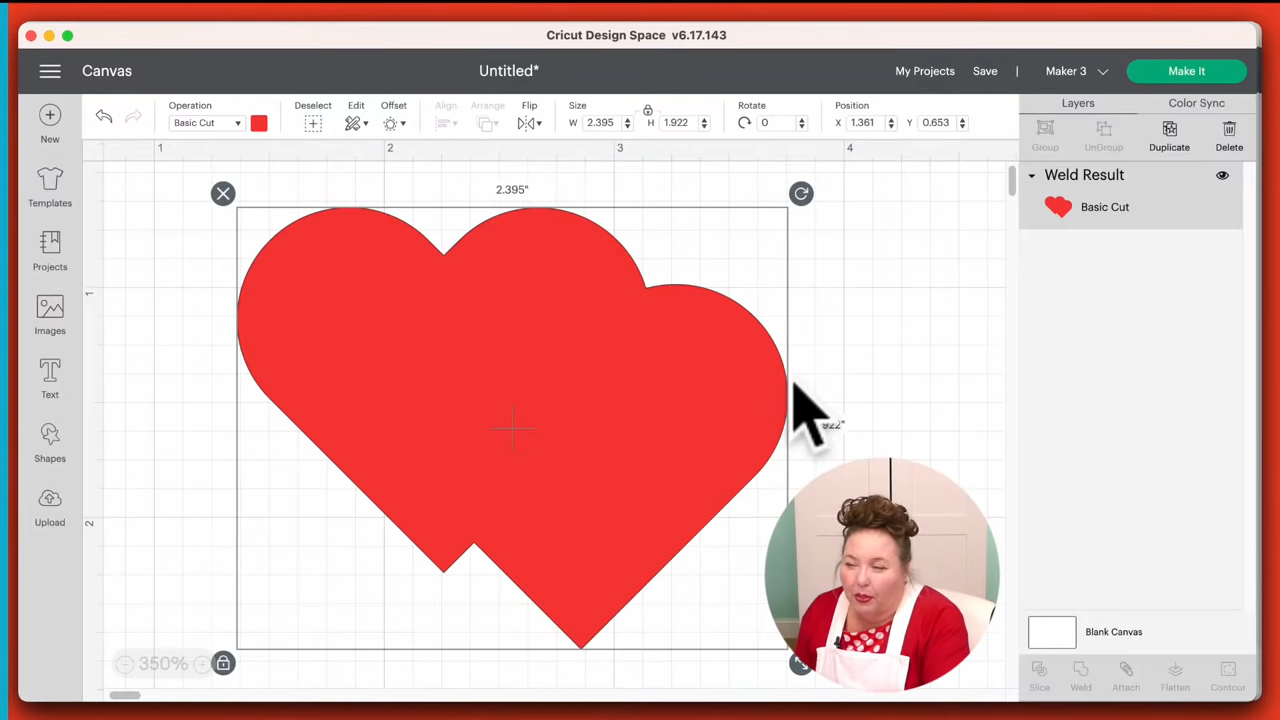 Cricut Design Space v6.17.143
Canvas
Untitled*
My Projects
Save
|
Maker 3
Make It
New
Templates
Projects
Images
Text
Shapes
Upload
Operation
Basic Cut
Deselect
Edit
Offset
Align
Arrange
Flip
Size
W 2.395
H 1.922
Rotate
0
Position
X 1.361
Y 0.653
1
2
3
4
1
2
2.395"
350%
Layers
Color Sync
Group
UnGroup
Duplicate
Delete
Weld Result
Basic Cut
Blank Canvas
Slice
Weld
Attach
Flatten
Contour